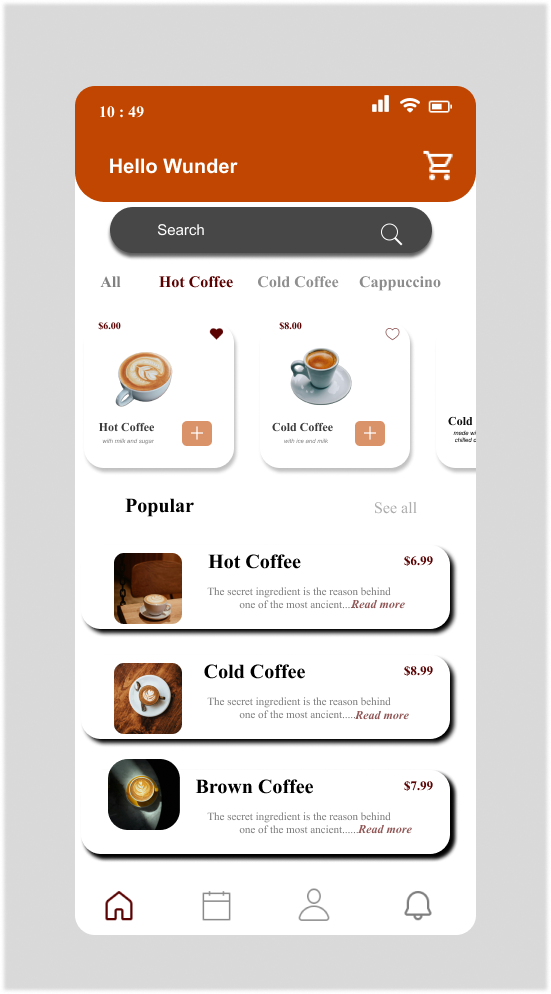 10 : 49
Hello Wunder
Search
All Hot Coffee Cold Coffee Cappuccino
$6.00 $8.00
Hot Coffee Cold Coffee Cold
with milk and sugar with ice and milk made wi
chilled c
Popular See all
Hot Coffee $6.99
The secret ingredient is the reason behind
one of the most ancient...Read more
Cold Coffee $8.99
The secret ingredient is the reason behind
one of the most ancient.....Read more
Brown Coffee $7.99
The secret ingredient is the reason behind
one of the most ancient......Read more